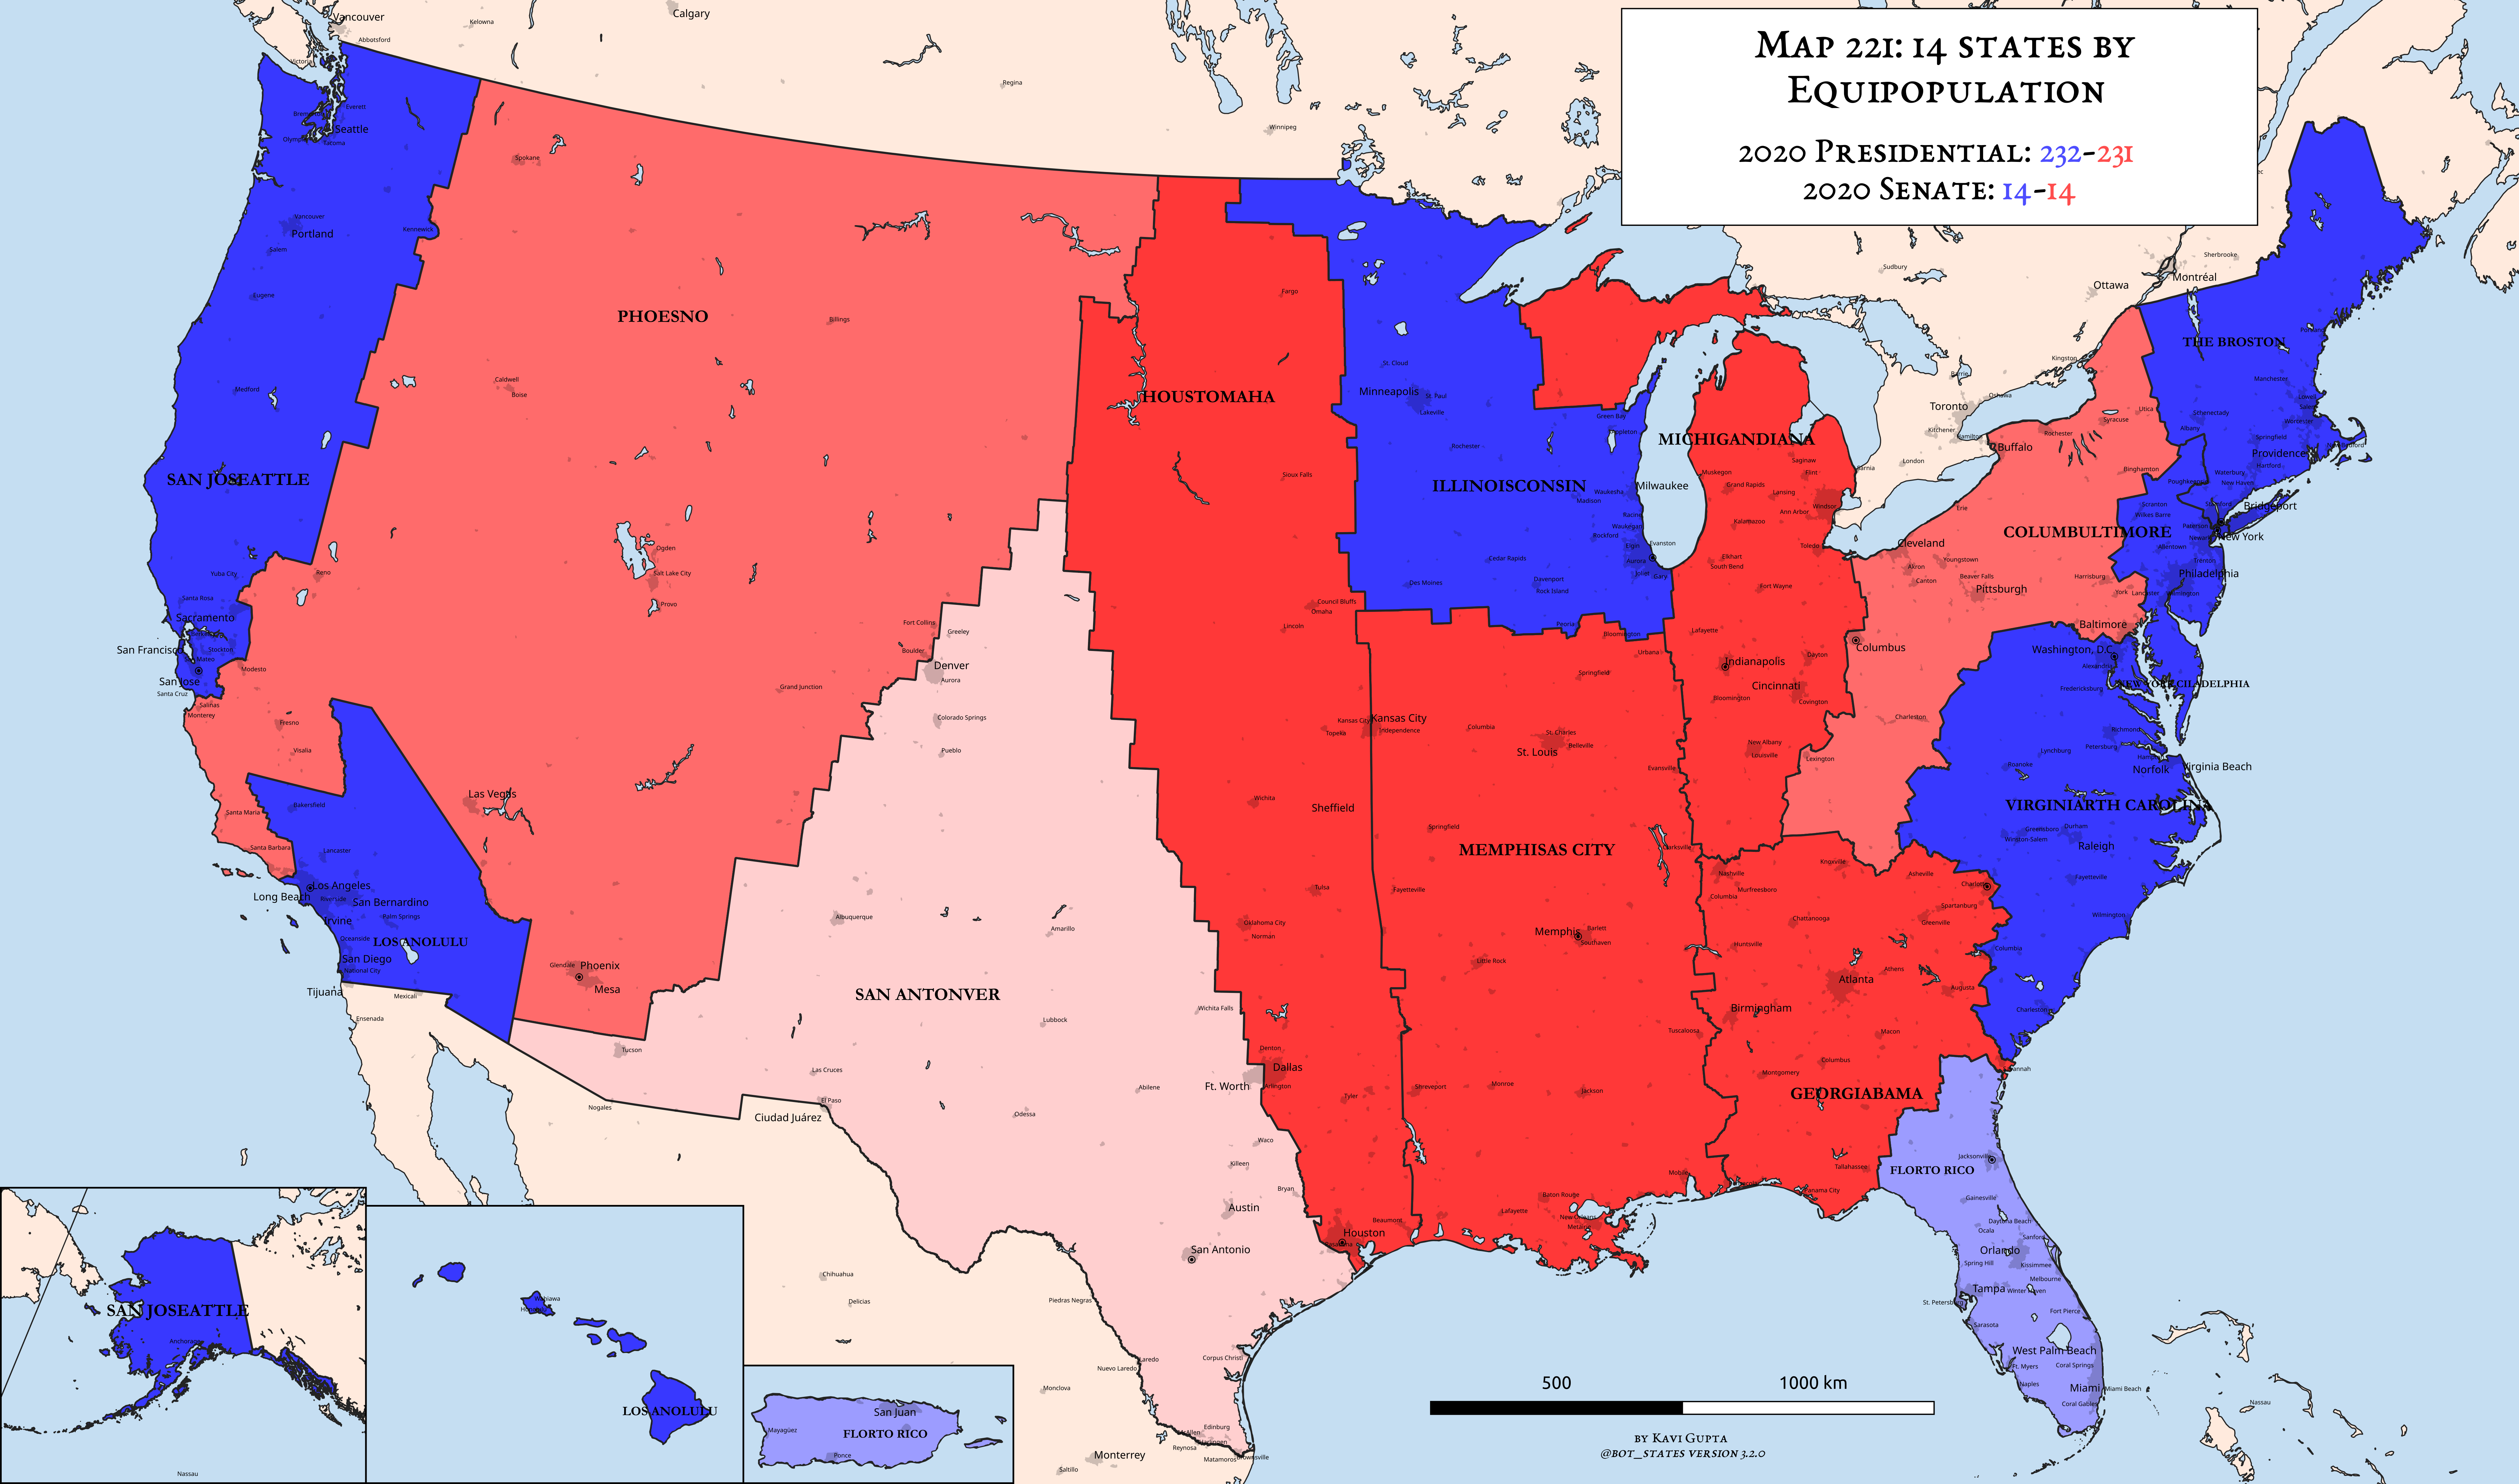 Map 221: 14 states by
Equipopulation
2020 Presidential: 232-231
2020 Senate: 14-14
Vancouver
Kelowna
Calgary
Abbotsford
Victoria
Regina
Winnipeg
Everett
Seattle
Tacoma
Spokane
Vancouver
Portland
Salem
Kennewick
Eugene
Medford
PHOESNO
Billings
Caldwell
Boise
SAN JOSEATTLE
Ogden
Salt Lake City
Provo
Yuba City
Reno
Santa Rosa
Sacramento
San Francisco
Stockton
San Mateo
Modesto
San Jose
Santa Cruz
Salinas
Monterey
Fresno
Visalia
Bakersfield
Santa Maria
Santa Barbara
Lancaster
Los Angeles
Long Beach
Riverside
San Bernardino
Irvine
Palm Springs
Oceanside
LOS ANOLULU
San Diego
National City
Tijuana
Mexicali
Ensenada
Las Vegas
Grand Junction
Glendale
Phoenix
Mesa
Tucson
Nogales
Fort Collins
Greeley
Boulder
Denver
Aurora
Colorado Springs
Pueblo
Albuquerque
Amarillo
SAN ANTONVER
Lubbock
Wichita Falls
Las Cruces
El Paso
Ciudad Juárez
Odessa
Abilene
Ft. Worth
Waco
Killeen
Bryan
Austin
San Antonio
Corpus Christi
Laredo
Nuevo Laredo
Piedras Negras
Chihuahua
Delicias
Monclova
Edinburg
McAllen
Harlingen
Reynosa
Matamoros
Brownsville
Monterrey
Saltillo
Fargo
HOUSTOMAHA
Sioux Falls
Council Bluffs
Omaha
Lincoln
Kansas City
Topeka
Wichita
Sheffield
Tulsa
Oklahoma City
Norman
Denton
Dallas
Arlington
Tyler
Houston
Beaumont
St. Cloud
Minneapolis
St. Paul
Lakeville
Rochester
ILLINOISCONSIN
Green Bay
Appleton
Waukesha
Milwaukee
Madison
Racine
Waukegan
Rockford
Evanston
Elgin
Aurora
Joliet
Gary
Cedar Rapids
Des Moines
Davenport
Rock Island
Peoria
Bloomington
Kansas City
Independence
Columbia
Springfield
Urbana
St. Charles
St. Louis
Belleville
Evansville
Springfield
MEMPHISAS CITY
Clarksville
Fayetteville
Memphis
Barlett
Southaven
Little Rock
Shreveport
Monroe
Jackson
Tuscaloosa
Mobile
Baton Rouge
Lafayette
New Orleans
Metairie
MICHIGANDIANA
Saginaw
Flint
Muskegon
Grand Rapids
Lansing
Ann Arbor
Windsor
Kalamazoo
Toledo
Elkhart
South Bend
Fort Wayne
Lafayette
Indianapolis
Dayton
Cincinnati
Bloomington
Covington
New Albany
Louisville
Lexington
Nashville
Murfreesboro
Columbia
Knoxville
Asheville
Charlotte
Spartanburg
Greenville
Chattanooga
Huntsville
Athens
Atlanta
Augusta
Birmingham
Macon
Columbus
Montgomery
GEORGIABAMA
Savannah
Tallahassee
Panama City
Sudbury
Ottawa
Montréal
Sherbrooke
Kingston
Barrie
Oshawa
Toronto
Kitchener
Hamilton
London
Sarnia
Buffalo
Rochester
Syracuse
Utica
Binghamton
Erie
COLUMBULTIMORE
Cleveland
Akron
Canton
Youngstown
Beaver Falls
Pittsburgh
Harrisburg
York
Lancaster
Baltimore
Columbus
Charleston
THE BROSTON
Portland
Manchester
Lowell
Salem
Worcester
Schenectady
Albany
Springfield
Providence
New Bedford
Hartford
Waterbury
New Haven
Poughkeepsie
Stamford
Bridgeport
New York
Scranton
Wilkes Barre
Paterson
Newark
Allentown
Trenton
Philadelphia
Wilmington
Washington, D.C.
Alexandria
NEW YORK CILADELPHIA
Fredericksburg
Richmond
Petersburg
Lynchburg
Roanoke
Norfolk
Virginia Beach
VIRGINIARTH CAROLINA
Greensboro
Durham
Winston-Salem
Raleigh
Fayetteville
Wilmington
Columbia
Charleston
FLORTO RICO
Jacksonville
Gainesville
Daytona Beach
Ocala
Sanford
Orlando
Spring Hill
Kissimmee
Melbourne
Tampa
Winter Haven
St. Petersburg
Fort Pierce
Sarasota
West Palm Beach
Ft. Myers
Coral Springs
Naples
Miami
Miami Beach
Coral Gables
Nassau
SAN JOSEATTLE
Anchorage
Nassau
Wahiawa
LOS ANOLULU
San Juan
Mayagüez
FLORTO RICO
Ponce
500
1000 km
by Kavi Gupta
@bot_states version 3.2.0